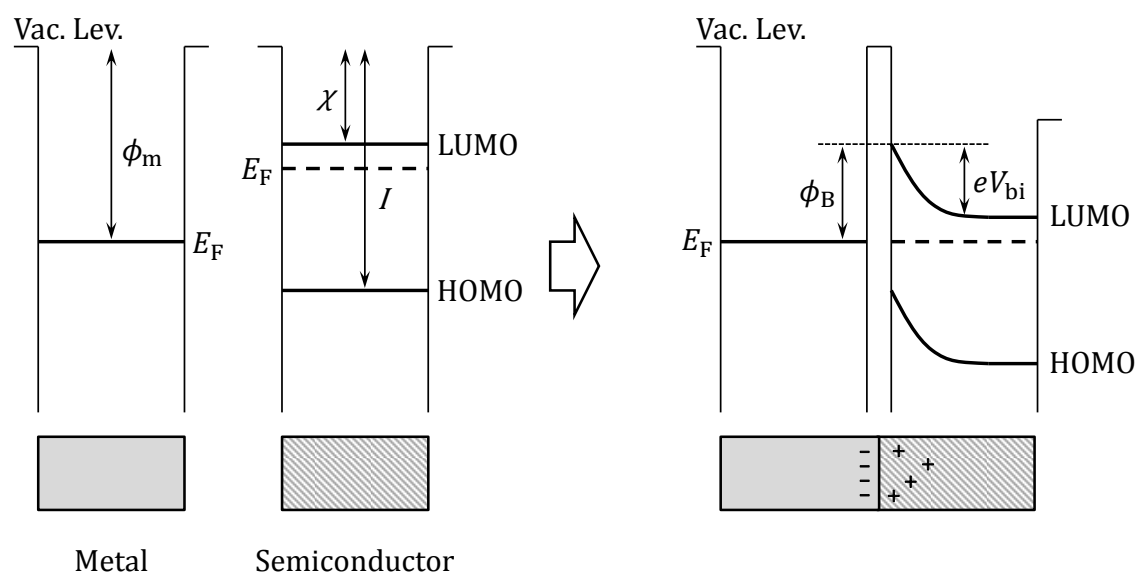 Vac. Lev.
ϕm
EF
χ
I
LUMO
EF
HOMO
Vac. Lev.
ϕB
eVbi
LUMO
EF
HOMO
− +
− +
− +
− +
Metal
Semiconductor